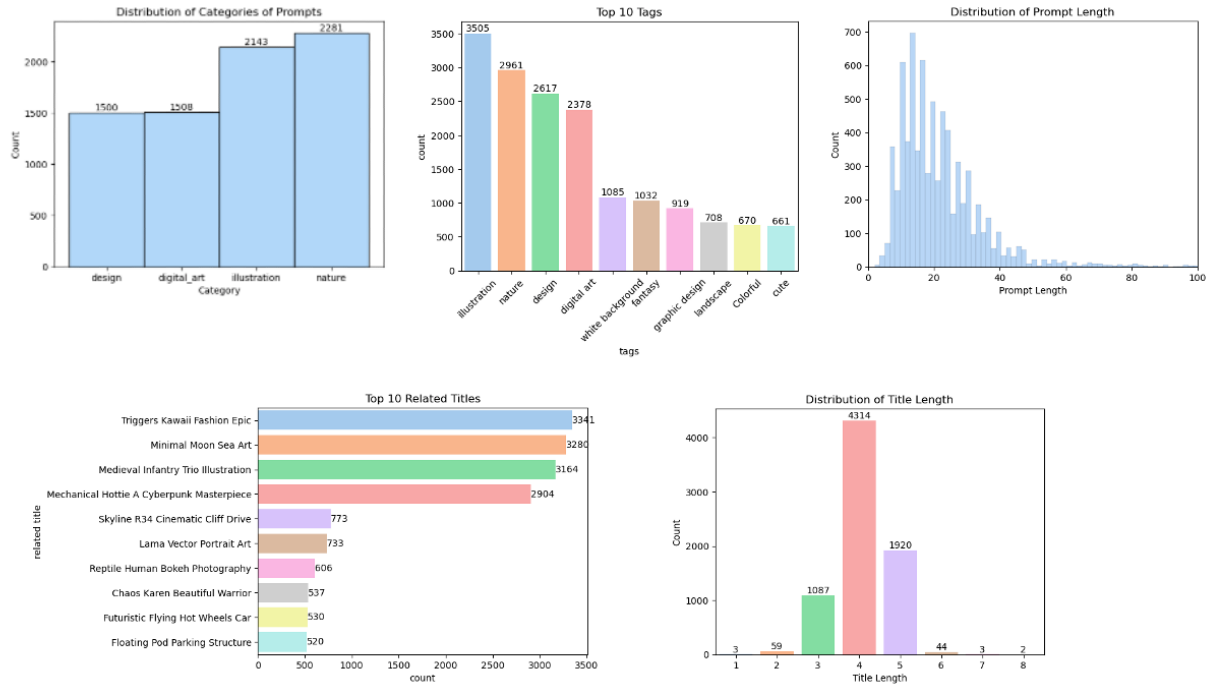 Distribution of Categories of Prompts
2281
2143
2000
1500
1508
1500
Count
1000
500
0
design
digital_art
illustration
nature
Category
Top 10 Tags
3505
3500
3000
2961
2617
2500
2378
2000
count
1500
1085
1032
1000
919
708
670
661
500
0
illustration
nature
design
digital art
white background
fantasy
graphic design
landscape
Colorful
cute
tags
Distribution of Prompt Length
700
600
500
400
Count
300
200
100
0
0
20
40
60
80
100
Prompt Length
Top 10 Related Titles
Triggers Kawaii Fashion Epic
3341
Minimal Moon Sea Art
3280
Medieval Infantry Trio Illustration
3164
Mechanical Hottie A Cyberpunk Masterpiece
2904
Skyline R34 Cinematic Cliff Drive
773
related title
Lama Vector Portrait Art
733
Reptile Human Bokeh Photography
606
Chaos Karen Beautiful Warrior
537
Futuristic Flying Hot Wheels Car
530
Floating Pod Parking Structure
520
0
500
1000
1500
2000
2500
3000
3500
count
Distribution of Title Length
4314
4000
3000
Count
2000
1920
1087
1000
0
3
59
44
3
2
1
2
3
4
5
6
7
8
Title Length